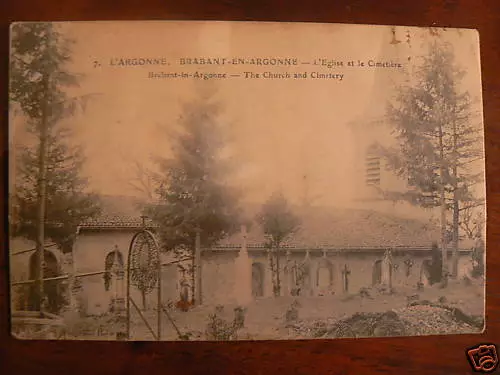 7. L'ARGONNE. BRABANT-EN-ARGONNE — L'Eglise et le Cimetière
Brabant-in-Argonne — The Church and Cimetery